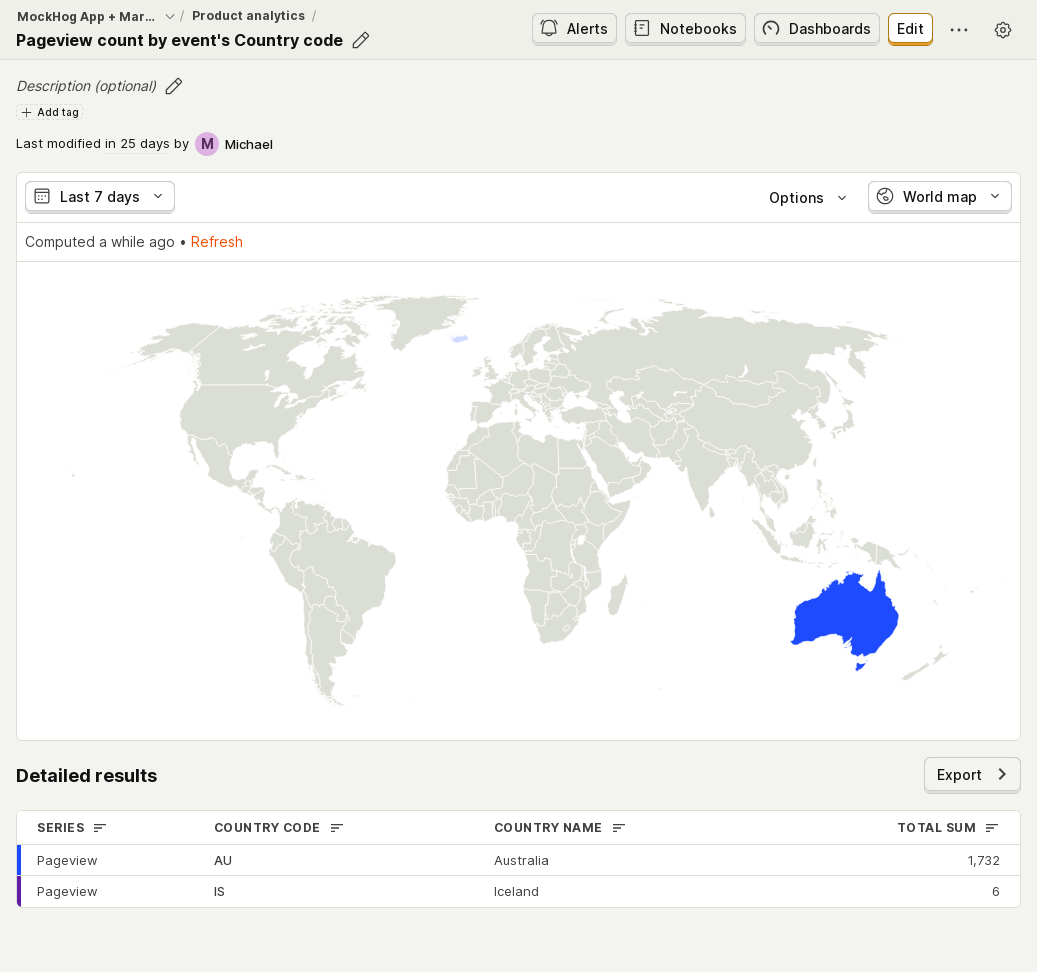 MockHog App + Mar... / Product analytics /
Pageview count by event's Country code
Alerts
Notebooks
Dashboards
Edit
Description (optional)
Add tag
Last modified in 25 days by M Michael
Last 7 days
Options
World map
Computed a while ago • Refresh
Detailed results
Export
SERIES COUNTRY CODE COUNTRY NAME TOTAL SUM
Pageview AU Australia 1,732
Pageview IS Iceland 6